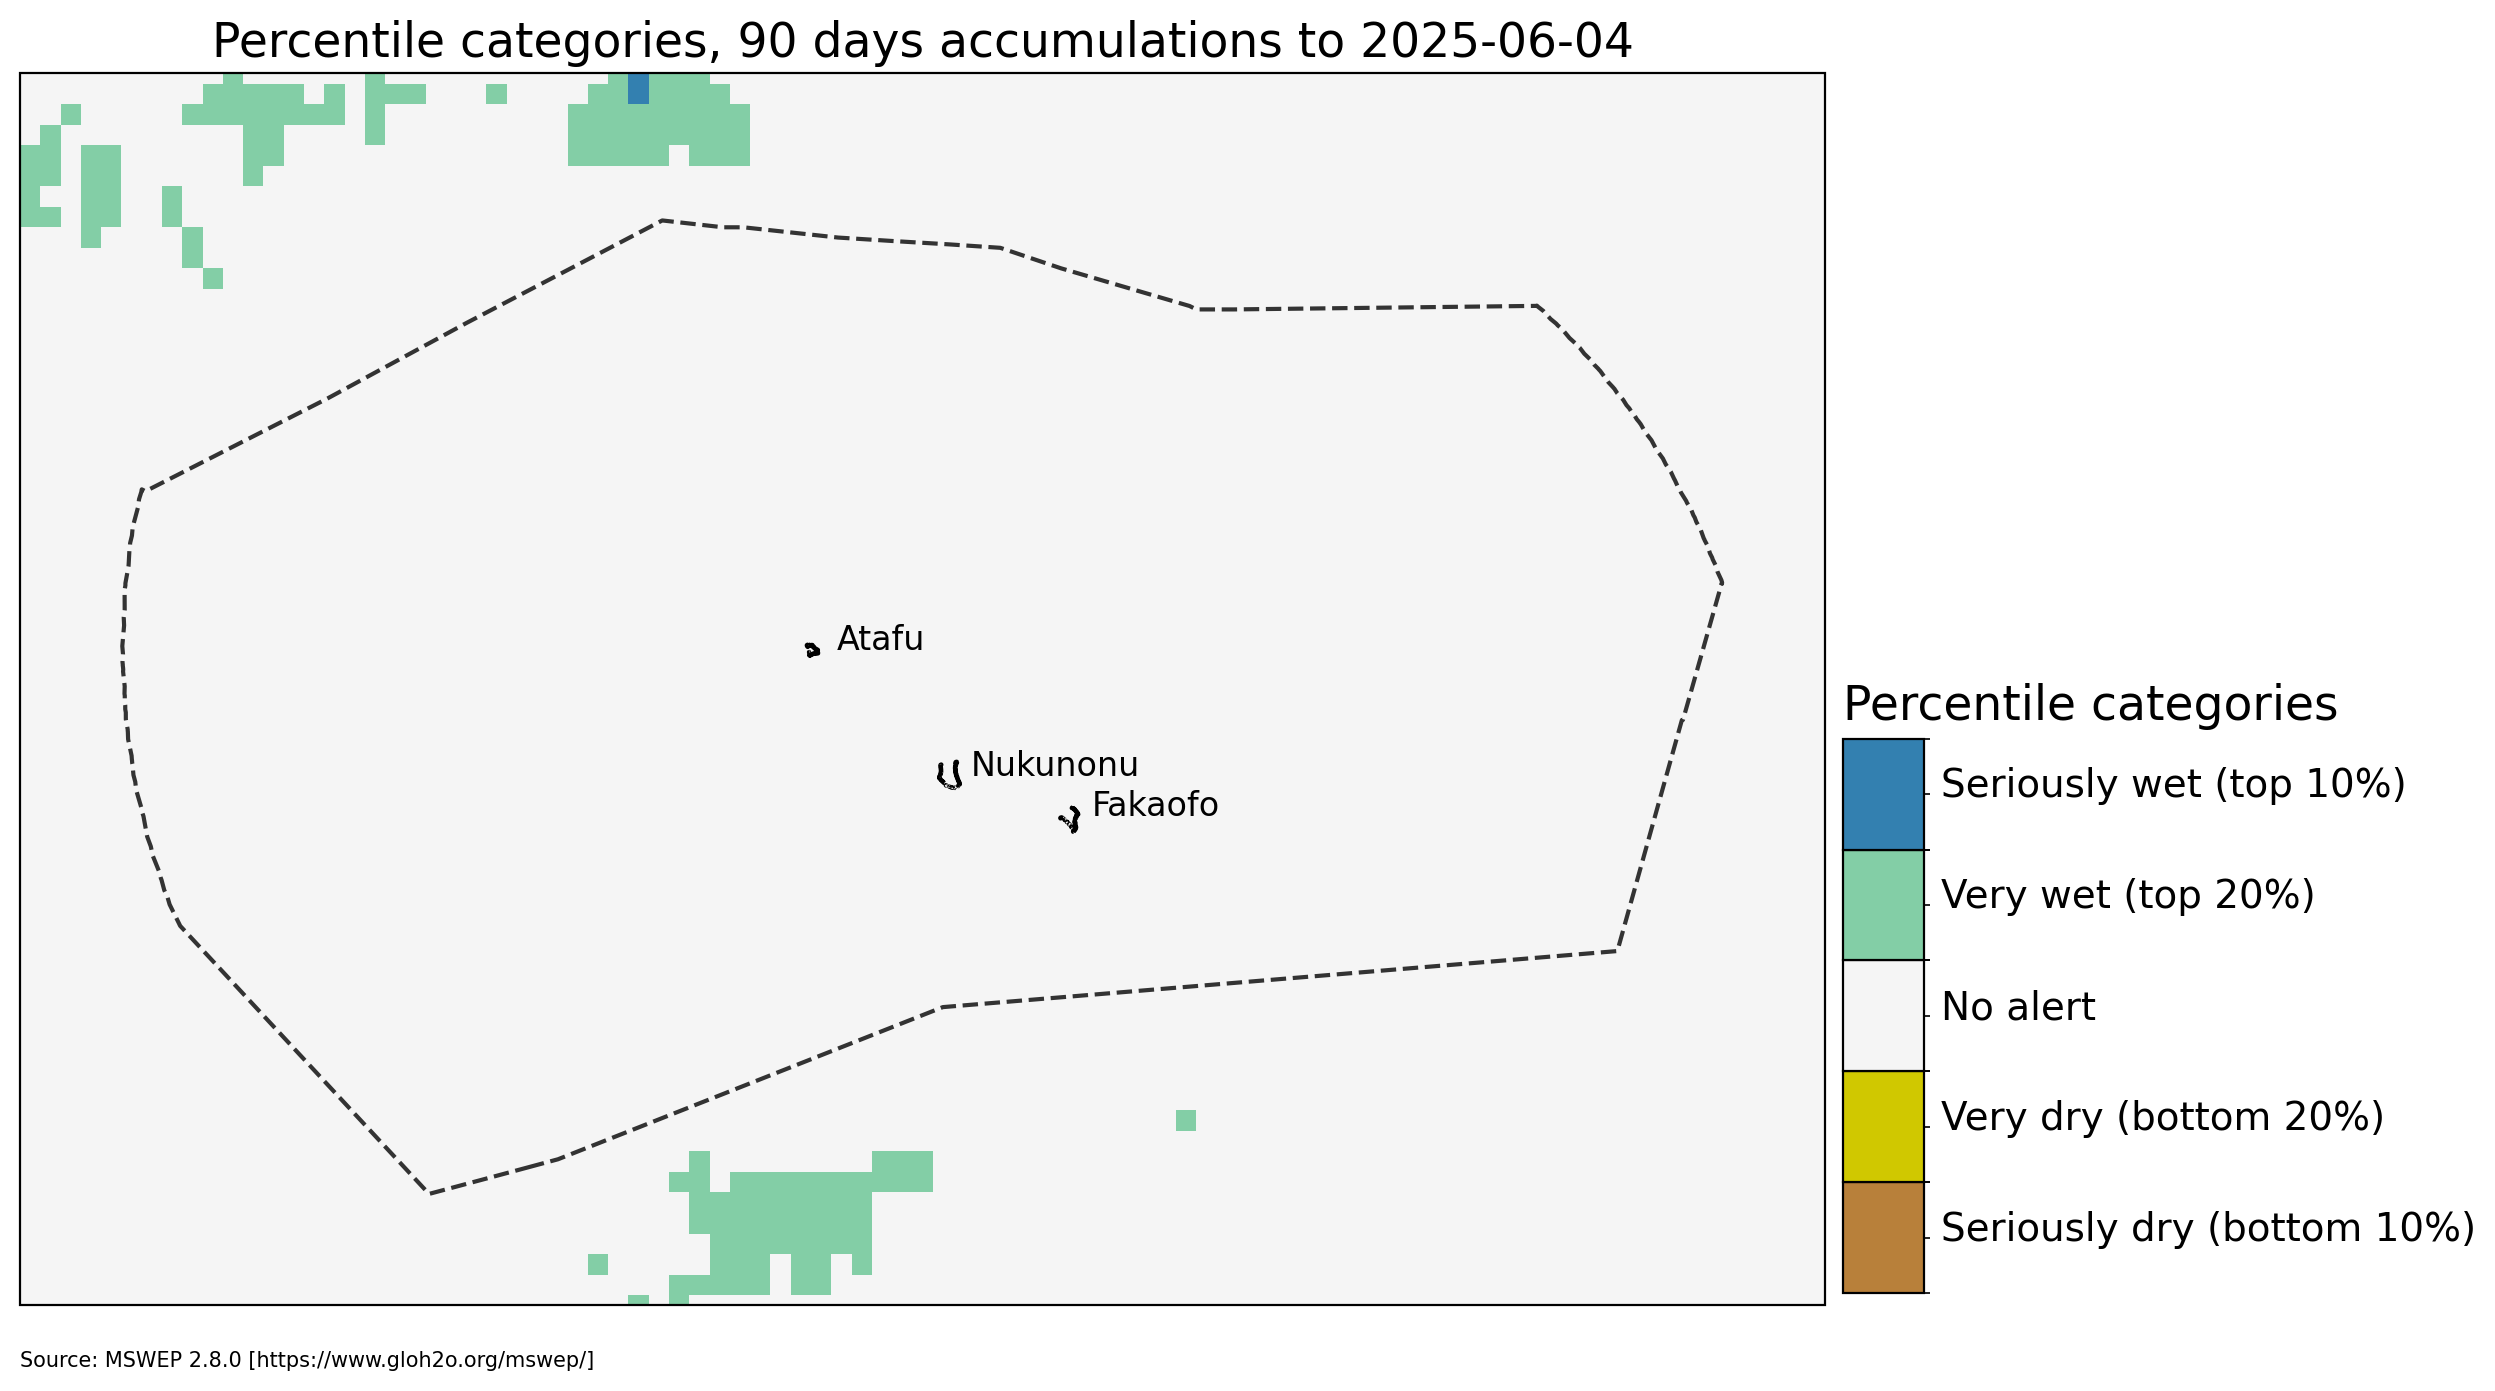 Percentile categories, 90 days accumulations to 2025-06-04
Atafu
Nukunonu
Fakaofo
Percentile categories
Seriously wet (top 10%)
Very wet (top 20%)
No alert
Very dry (bottom 20%)
Seriously dry (bottom 10%)
Source: MSWEP 2.8.0 [https://www.gloh2o.org/mswep/]